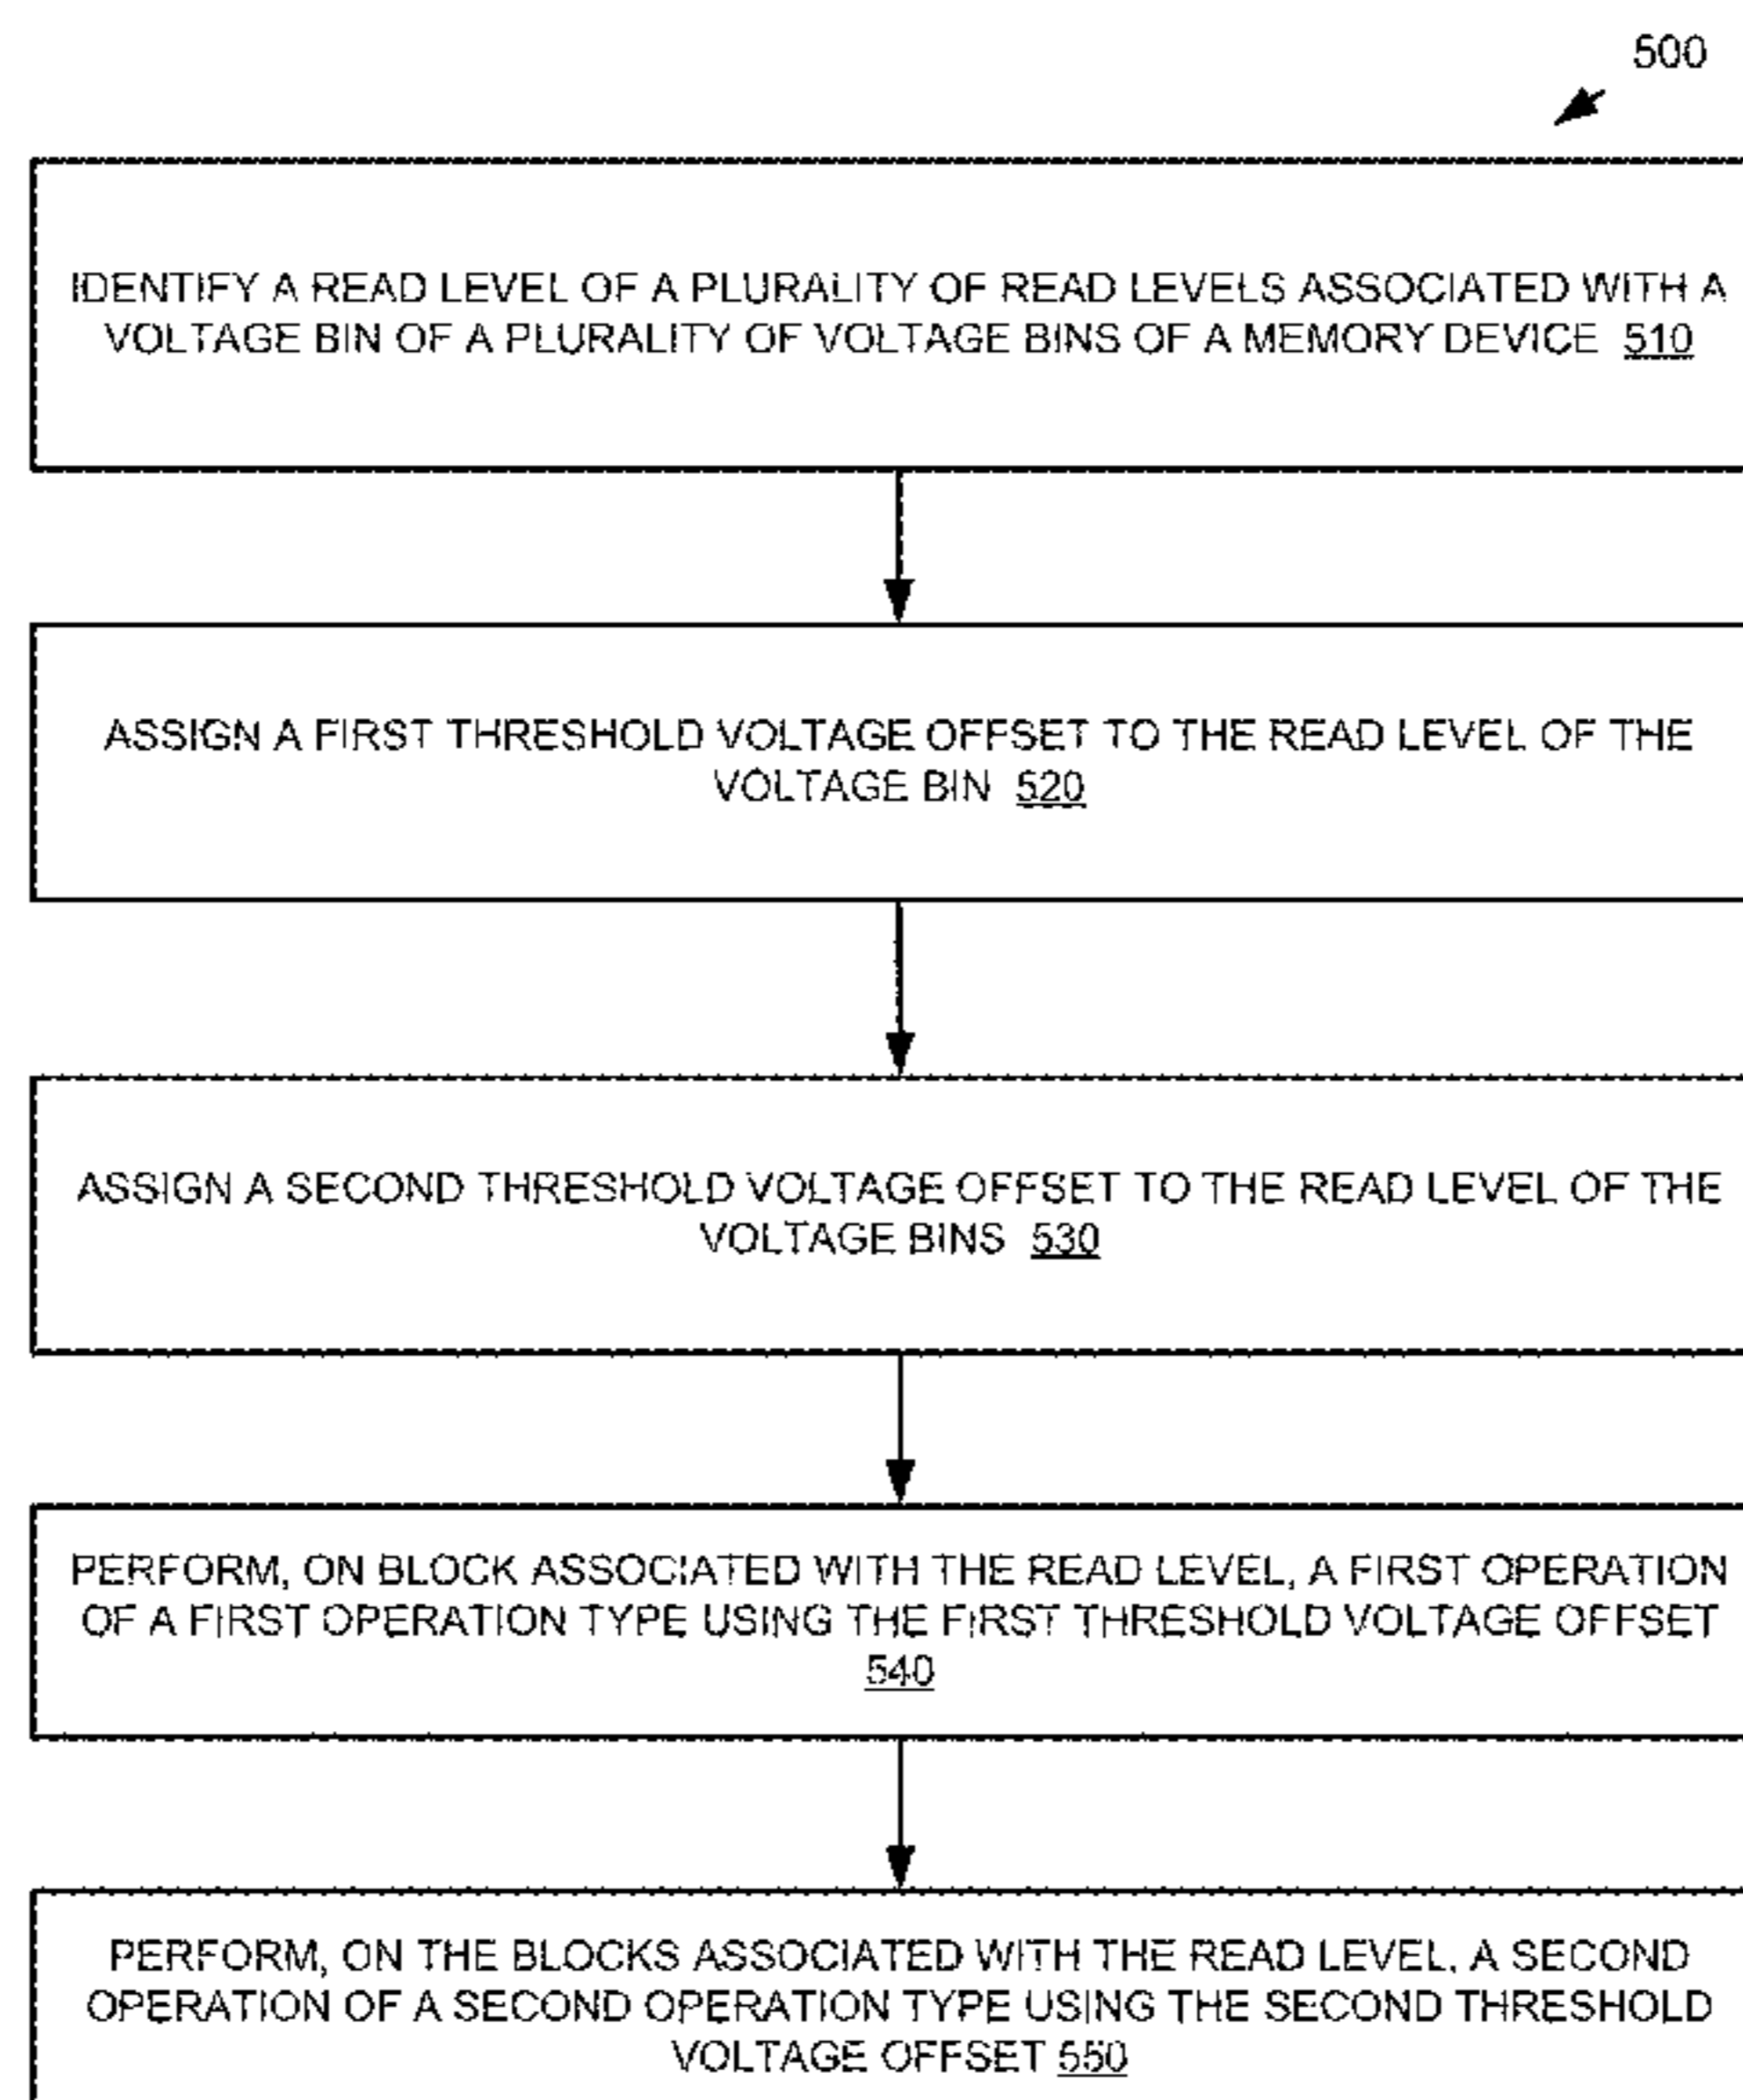 500
IDENTIFY A READ LEVEL OF A PLURALITY OF READ LEVELS ASSOCIATED WITH A
VOLTAGE BIN OF A PLURALITY OF VOLTAGE BINS OF A MEMORY DEVICE 510
ASSIGN A FIRST THRESHOLD VOLTAGE OFFSET TO THE READ LEVEL OF THE
VOLTAGE BIN 520
ASSIGN A SECOND THRESHOLD VOLTAGE OFFSET TO THE READ LEVEL OF THE
VOLTAGE BINS 530
PERFORM, ON BLOCK ASSOCIATED WITH THE READ LEVEL, A FIRST OPERATION
OF A FIRST OPERATION TYPE USING THE FIRST THRESHOLD VOLTAGE OFFSET
540
PERFORM, ON THE BLOCKS ASSOCIATED WITH THE READ LEVEL, A SECOND
OPERATION OF A SECOND OPERATION TYPE USING THE SECOND THRESHOLD
VOLTAGE OFFSET 550